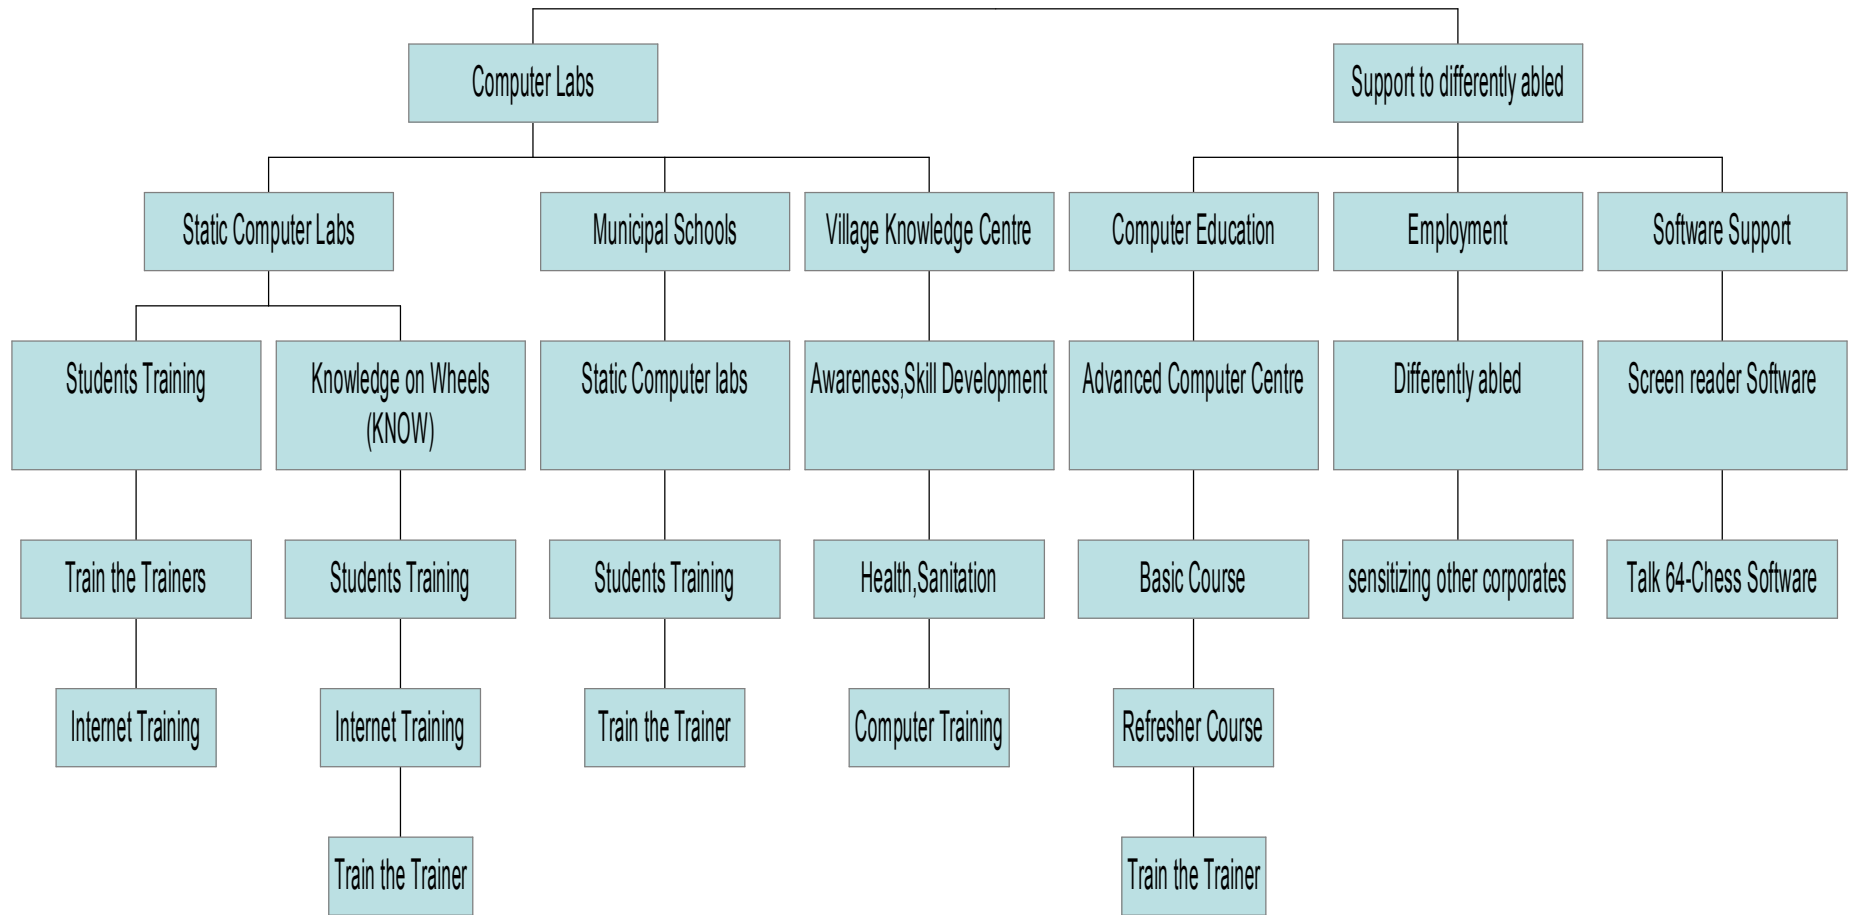 Computer Labs
Support to differently abled
Static Computer Labs
Municipal Schools
Village Knowledge Centre
Computer Education
Employment
Software Support
Students Training
Knowledge on Wheels
(KNOW)
Static Computer labs
Awareness,Skill Development
Advanced Computer Centre
Differently abled
Screen reader Software
Train the Trainers
Students Training
Students Training
Health,Sanitation
Basic Course
sensitizing other corporates
Talk 64-Chess Software
Internet Training
Internet Training
Train the Trainer
Computer Training
Refresher Course
Train the Trainer
Train the Trainer